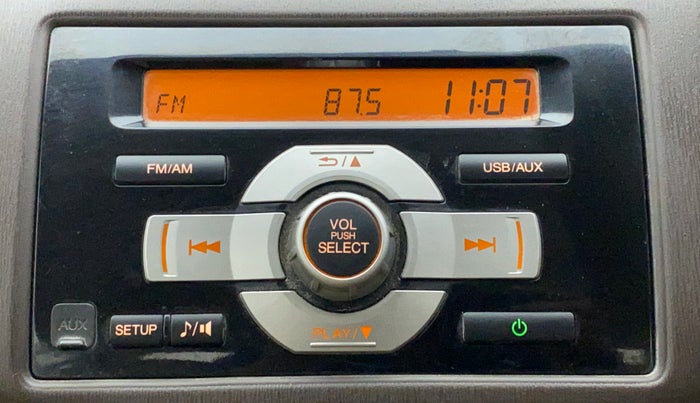 FM 87.5 11:07
FM/AM
USB/AUX
VOL
PUSH
SELECT
AUX
SETUP
PLAY/